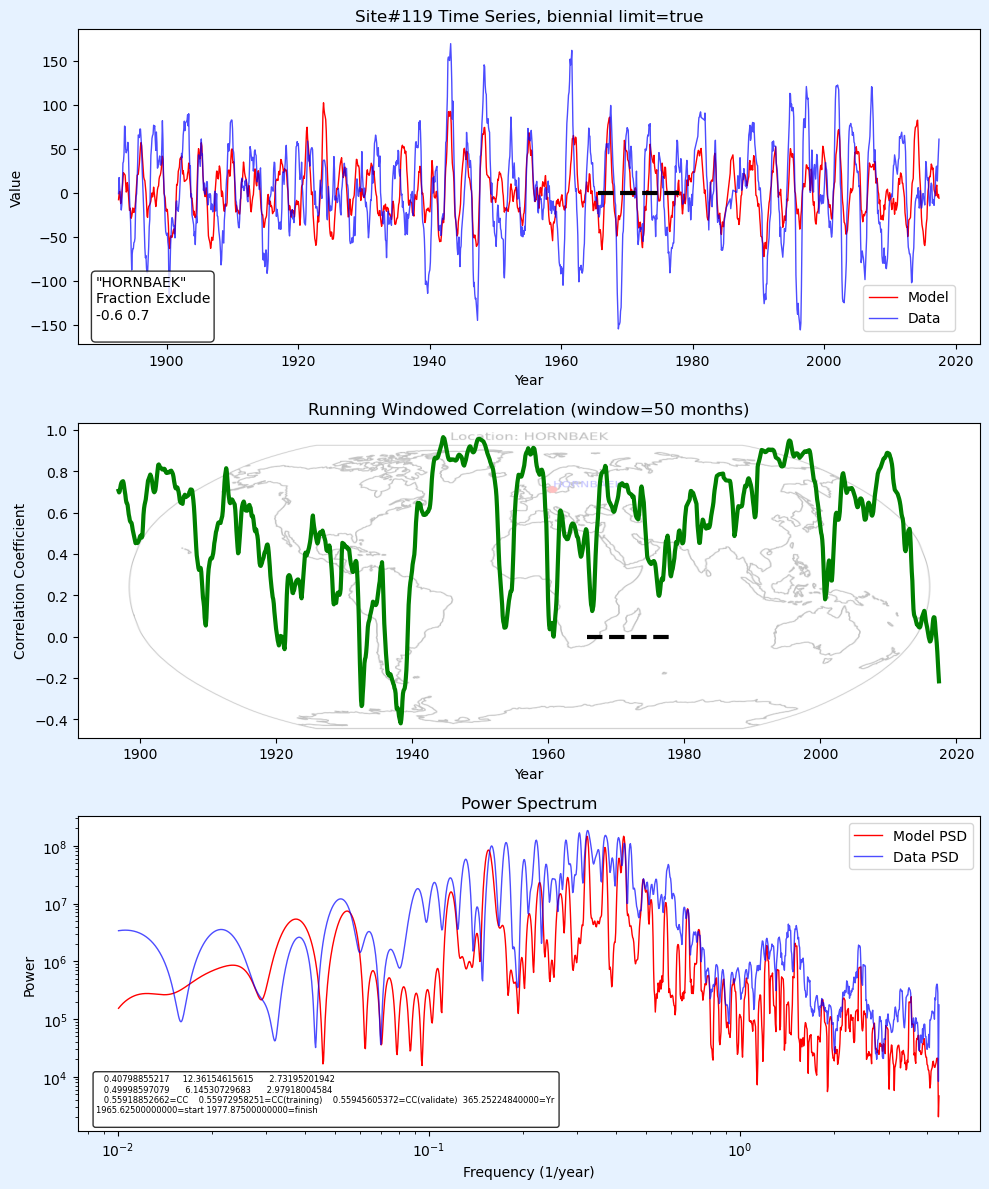 Site#119 Time Series, biennial limit=true
Value
150
100
50
0
−50
−100
−150
"HORNBAEK"
Fraction Exclude
-0.6 0.7
Model
Data
1900 1920 1940 1960 1980 2000 2020
Year
Running Windowed Correlation (window=50 months)
Location: HORNBAEK
HORNBAEK
Correlation Coefficient
1.0
0.8
0.6
0.4
0.2
0.0
−0.2
−0.4
1900 1920 1940 1960 1980 2000 2020
Year
Power Spectrum
Model PSD
Data PSD
Power
10⁸
10⁷
10⁶
10⁵
10⁴
0.40798855217 12.36154615615 2.73195201942
0.49998597079 6.14530729683 2.97918004584
0.55918852662=CC 0.55972958251=CC(training) 0.55945605372=CC(validate) 365.25224840000=Yr
1965.62500000000=start 1977.87500000000=finish
10⁻² 10⁻¹ 10⁰
Frequency (1/year)